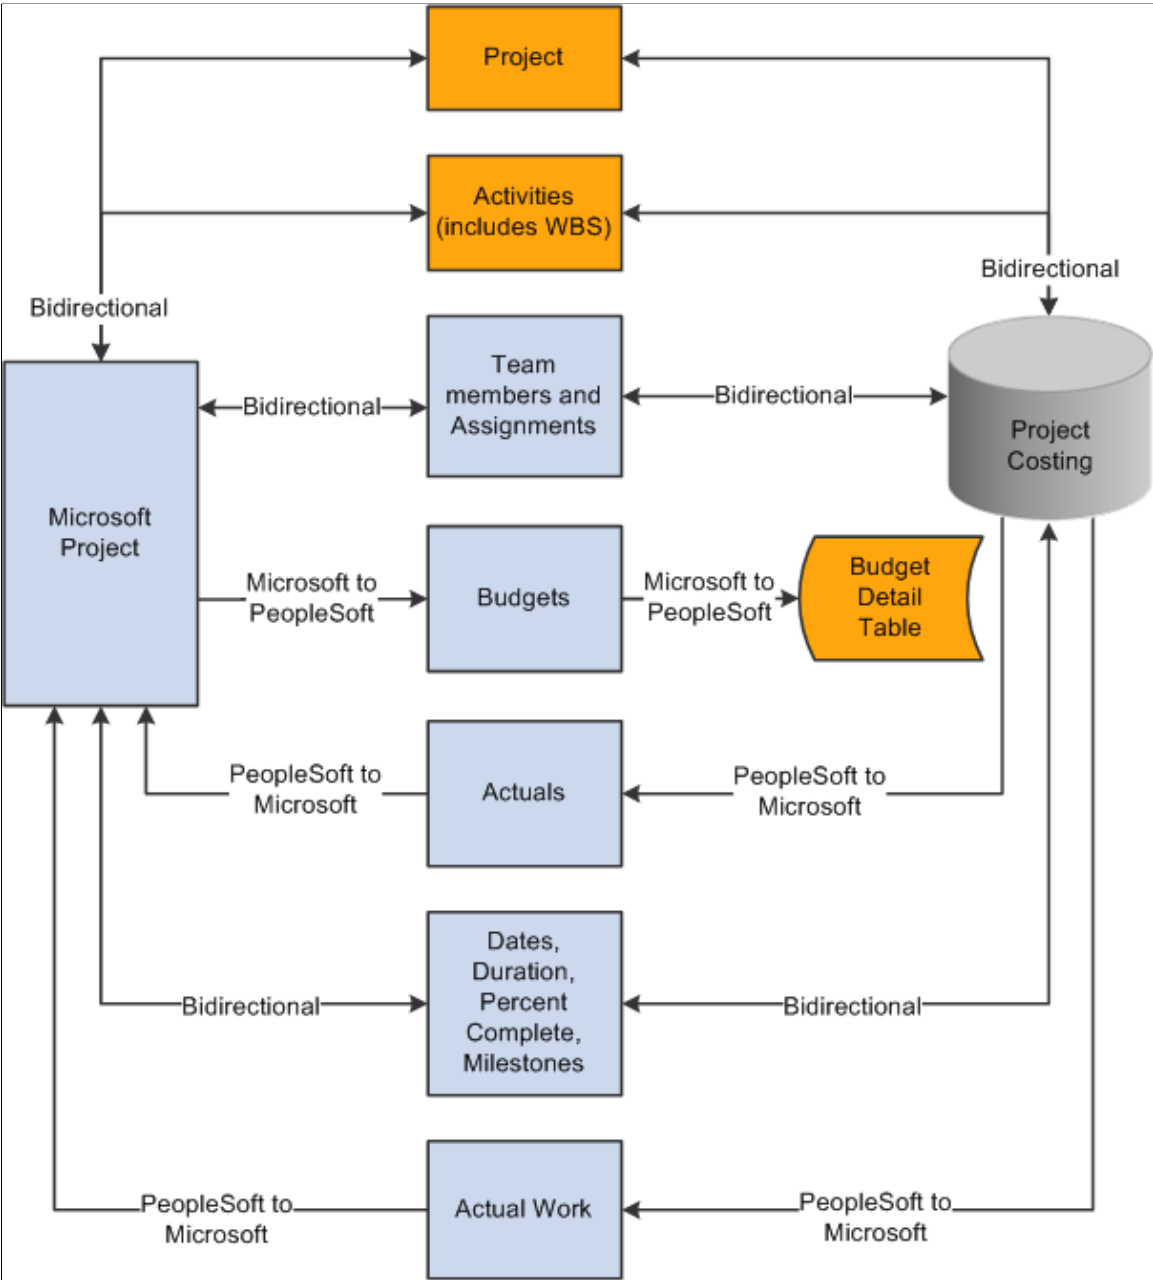 Project
Activities
(includes WBS)
Bidirectional
Bidirectional
Team
members and
Assignments
Bidirectional
Bidirectional
Project
Costing
Microsoft
Project
Microsoft to
PeopleSoft
Budgets
Microsoft to
PeopleSoft
Budget
Detail
Table
PeopleSoft to
Microsoft
Actuals
PeopleSoft to
Microsoft
Bidirectional
Dates,
Duration,
Percent
Complete,
Milestones
Bidirectional
PeopleSoft to
Microsoft
Actual Work
PeopleSoft to
Microsoft